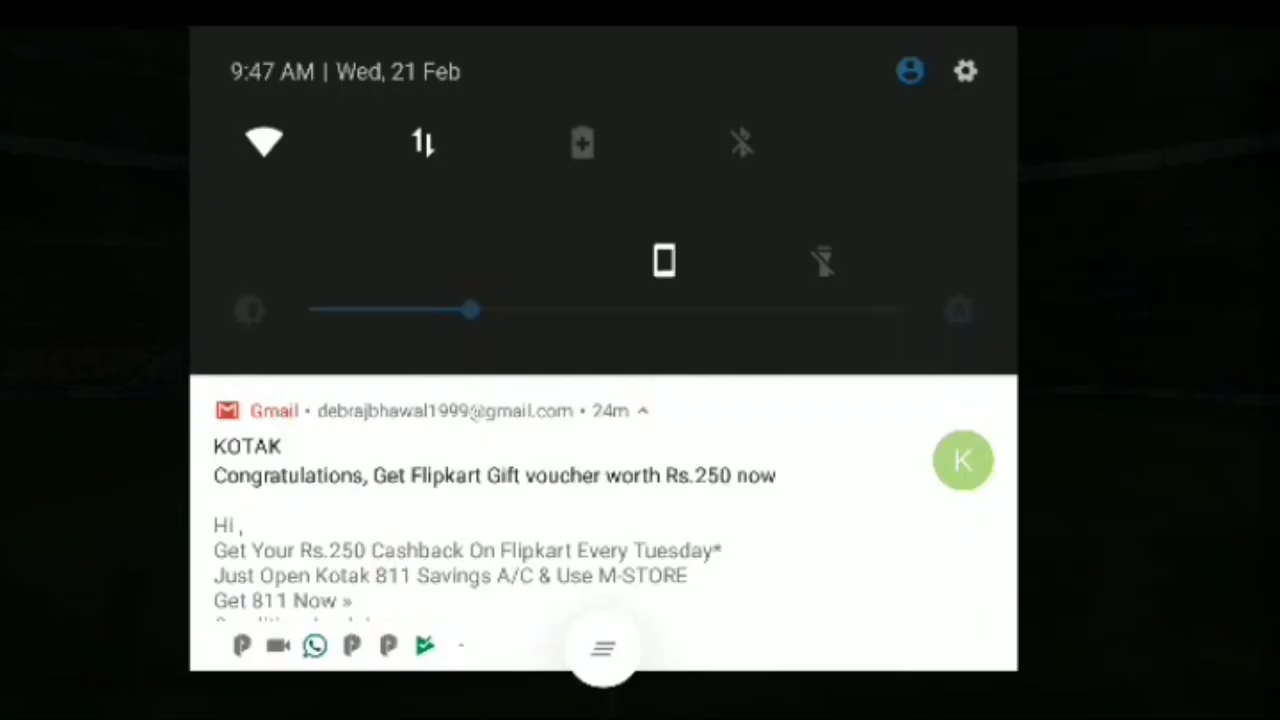 9:47 AM | Wed, 21 Feb
Gmail • debrajbhawal1999@gmail.com • 24m
KOTAK
Congratulations, Get Flipkart Gift voucher worth Rs.250 now
K
Hi ,
Get Your Rs.250 Cashback On Flipkart Every Tuesday*
Just Open Kotak 811 Savings A/C & Use M-STORE
Get 811 Now »